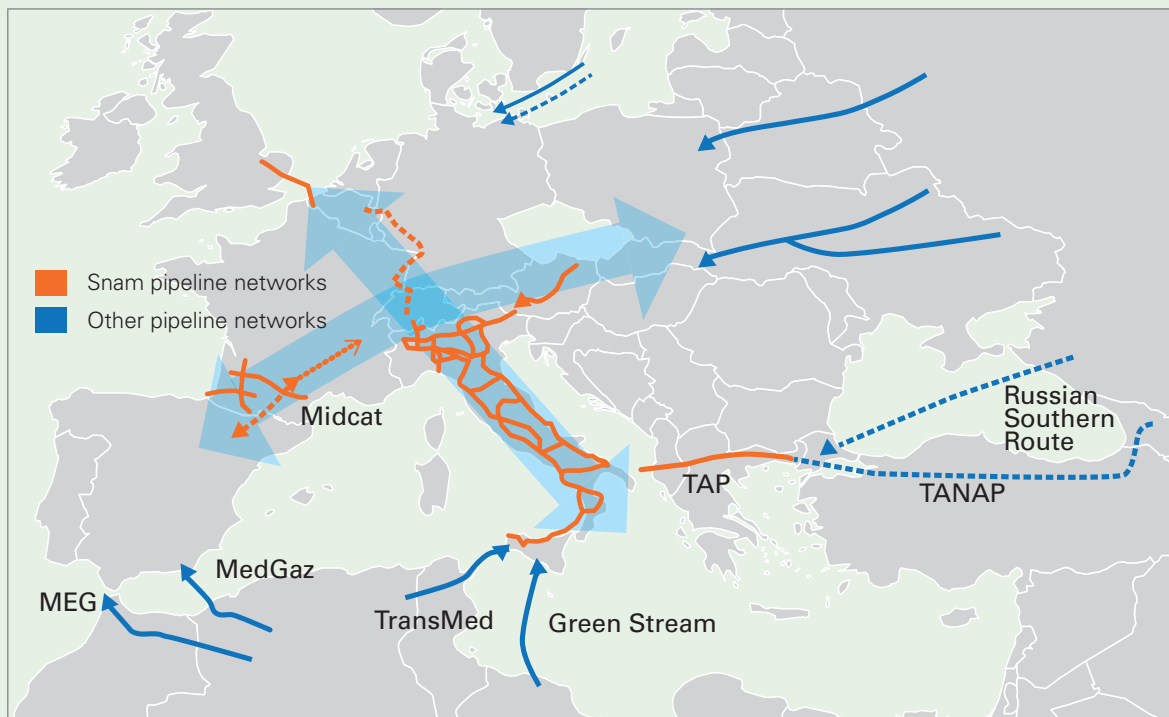 Snam pipeline networks
Other pipeline networks
Midcat
Russian
Southern
Route
TAP
TANAP
MedGaz
MEG
TransMed
Green Stream